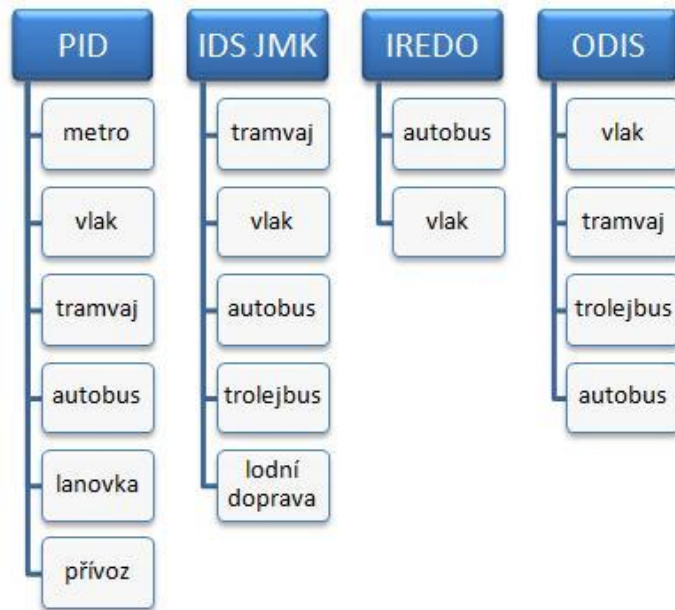 PID
metro
vlak
tramvaj
autobus
lanovka
přívoz
IDS JMK
tramvaj
vlak
autobus
trolejbus
lodní
doprava
IREDO
autobus
vlak
ODIS
vlak
tramvaj
trolejbus
autobus